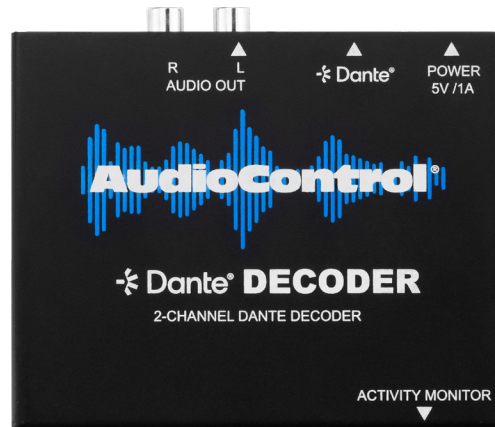 R L
AUDIO OUT
Dante®
POWER
5V /1A
AudioControl®
Dante® DECODER
2-CHANNEL DANTE DECODER
ACTIVITY MONITOR